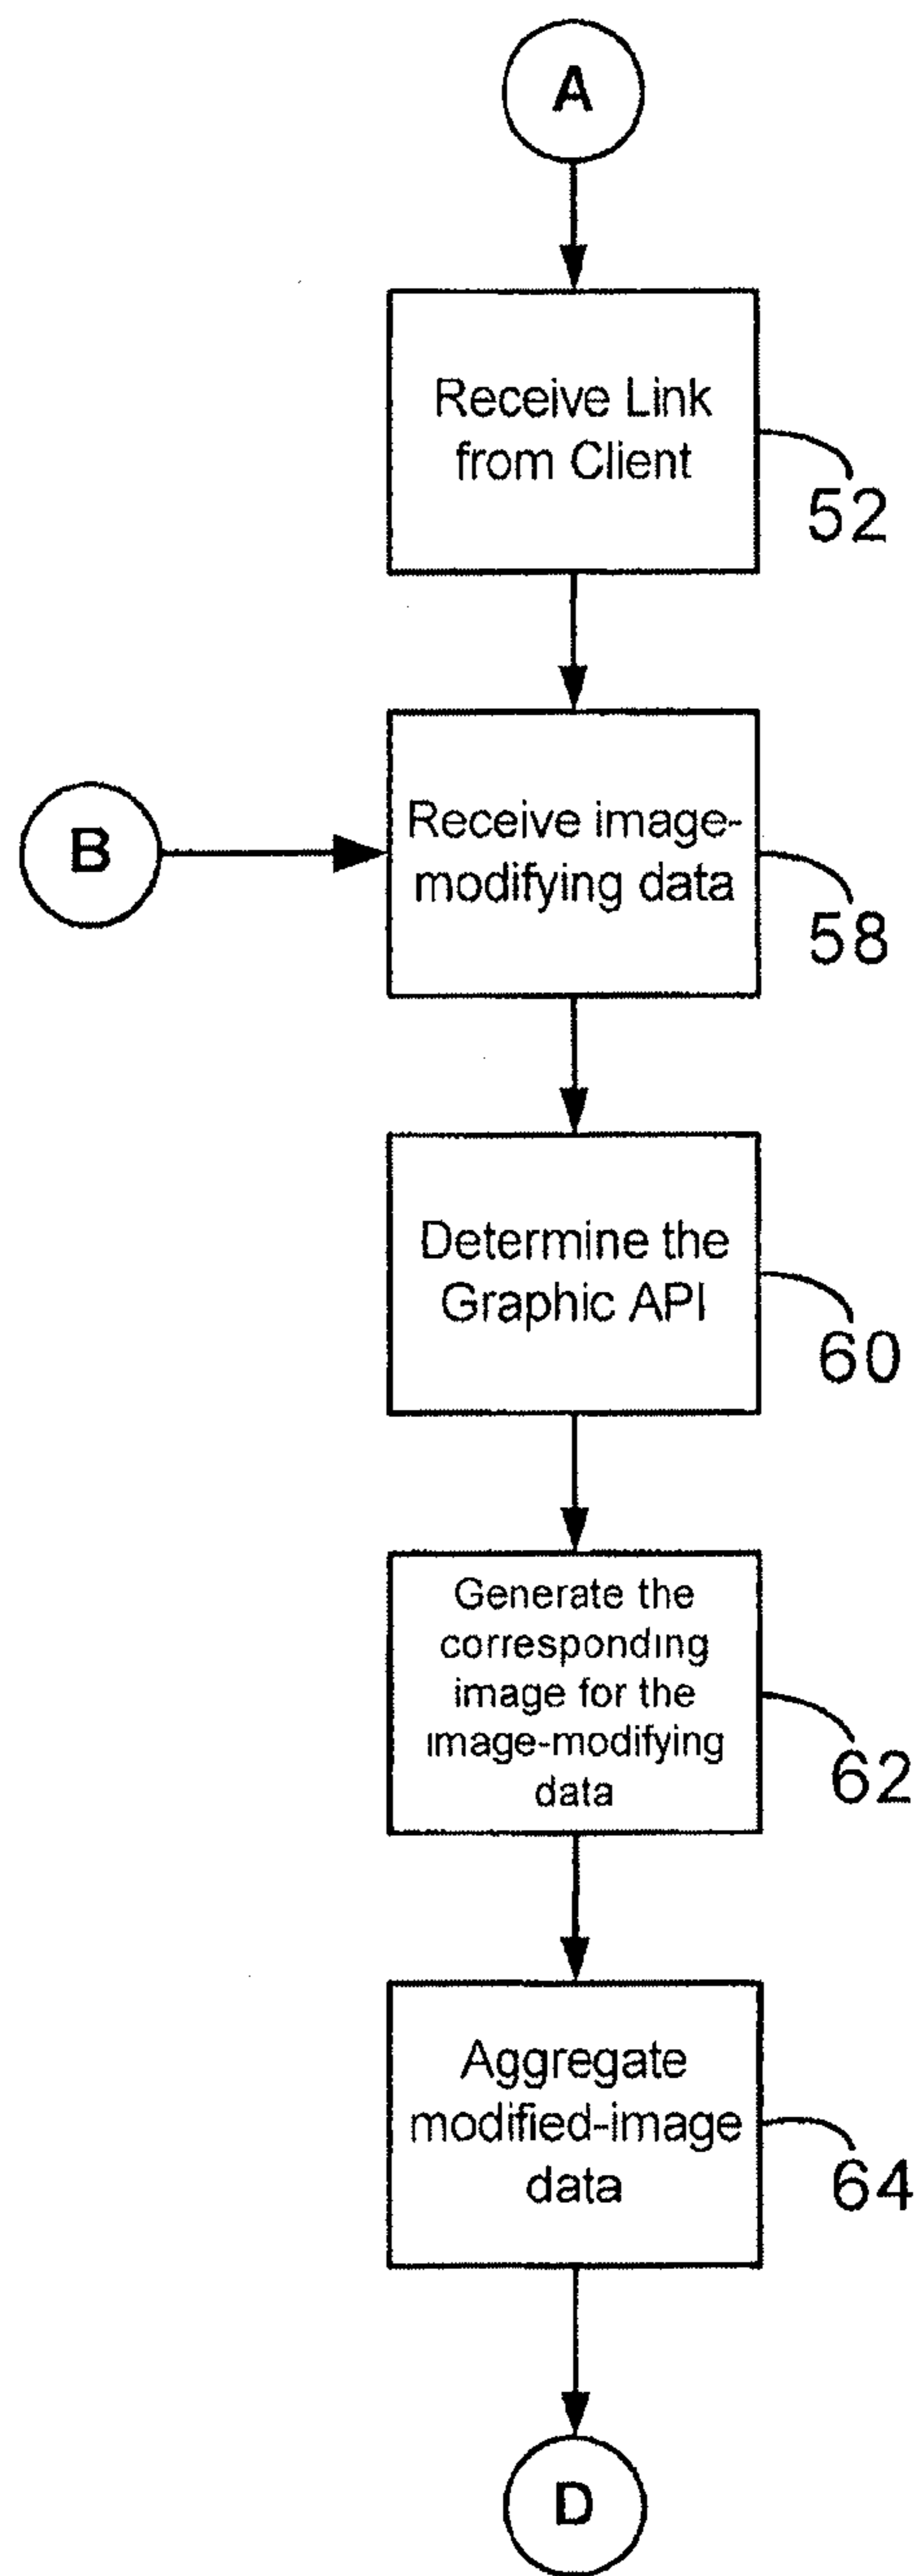 A
Receive Link
from Client
52
B
Receive image-
modifying data
58
Determine the
Graphic API
60
Generate the
corresponding
image for the
image-modifying
data
62
Aggregate
modified-image
data
64
D